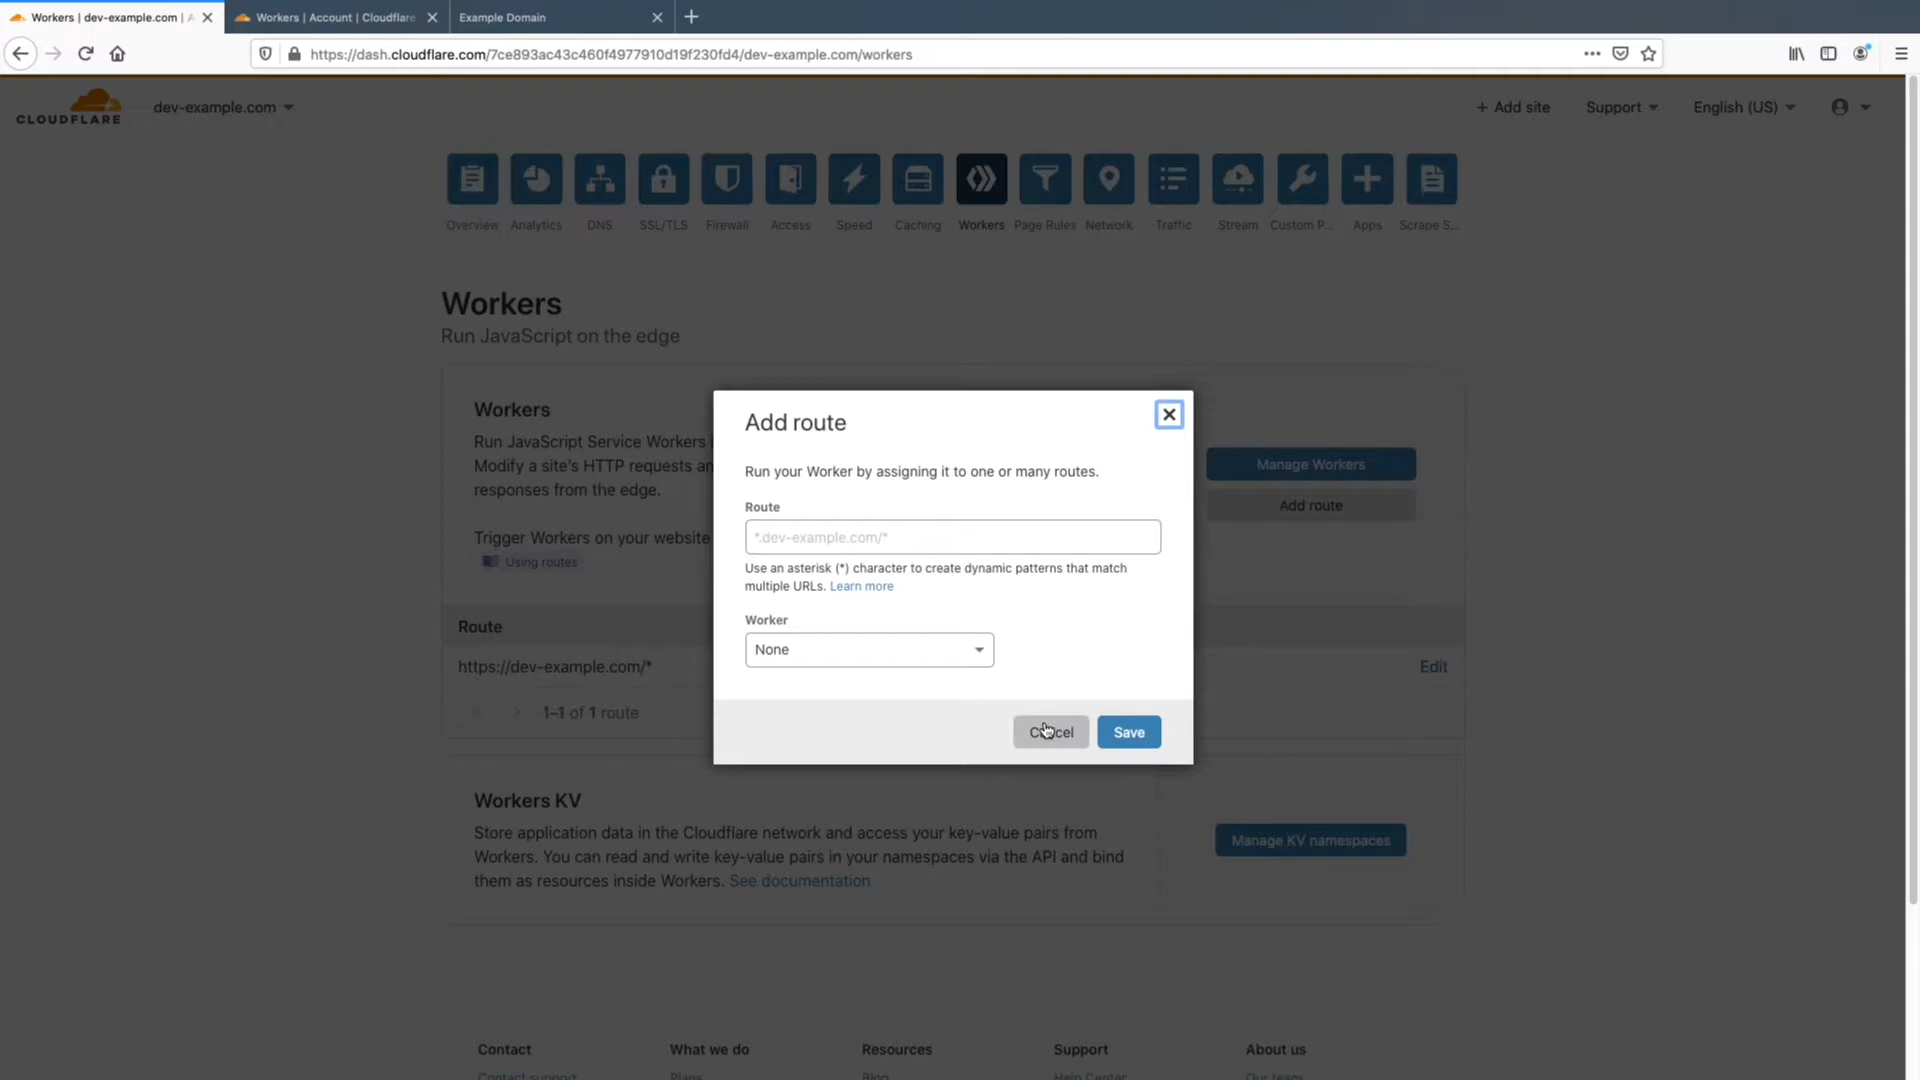 Workers | dev-example.com | A
Workers | Account | Cloudflare
Example Domain
https://dash.cloudflare.com/7ce893ac43c460f4977910d19f230fd4/dev-example.com/workers
CLOUDFLARE
dev-example.com
+ Add site
Support
English (US)
Overview
Analytics
DNS
SSL/TLS
Firewall
Access
Speed
Caching
Workers
Page Rules
Network
Traffic
Stream
Custom P...
Apps
Scrape S...
Workers
Run JavaScript on the edge
Workers
Run JavaScript Service Workers
Modify a site's HTTP requests an
responses from the edge.
Trigger Workers on your website
Using routes
Manage Workers
Add route
Add route
Run your Worker by assigning it to one or many routes.
Route
*.dev-example.com/*
Use an asterisk (*) character to create dynamic patterns that match
multiple URLs. Learn more
Worker
None
Cancel
Save
Route
https://dev-example.com/*
Edit
1–1 of 1 route
Workers KV
Store application data in the Cloudflare network and access your key-value pairs from
Workers. You can read and write key-value pairs in your namespaces via the API and bind
them as resources inside Workers. See documentation
Manage KV namespaces
Contact
What we do
Resources
Support
About us
Contact support
Plans
Blog
Help Center
Our team